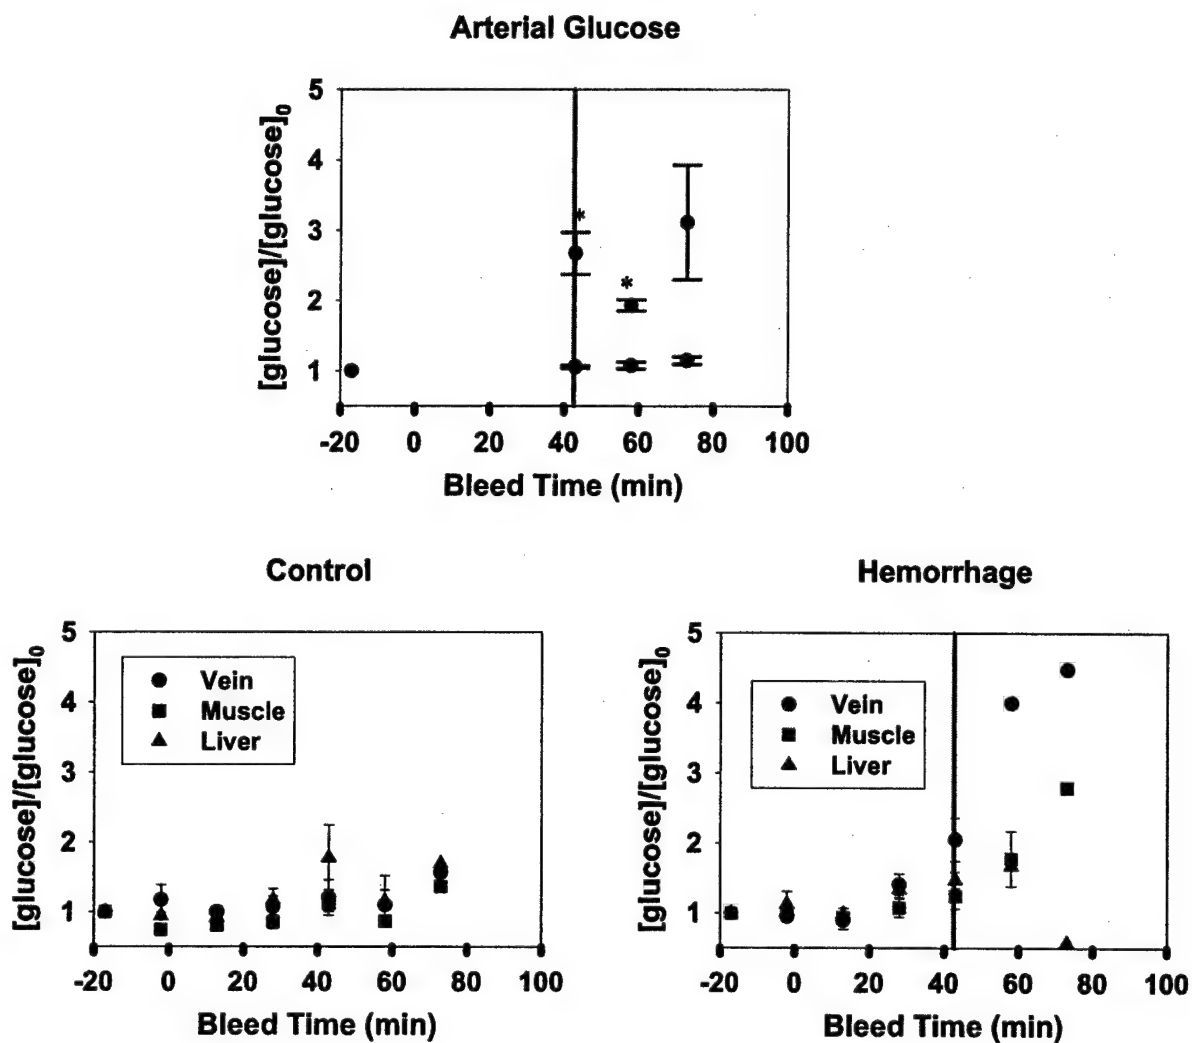 Arterial Glucose
[glucose]/[glucose]0
5
4
3
2
1
*
*
-20 0 20 40 60 80 100
Bleed Time (min)
Control
[glucose]/[glucose]0
5
4
3
2
1
Vein
Muscle
Liver
-20 0 20 40 60 80 100
Bleed Time (min)
Hemorrhage
[glucose]/[glucose]0
5
4
3
2
1
Vein
Muscle
Liver
-20 0 20 40 60 80 100
Bleed Time (min)